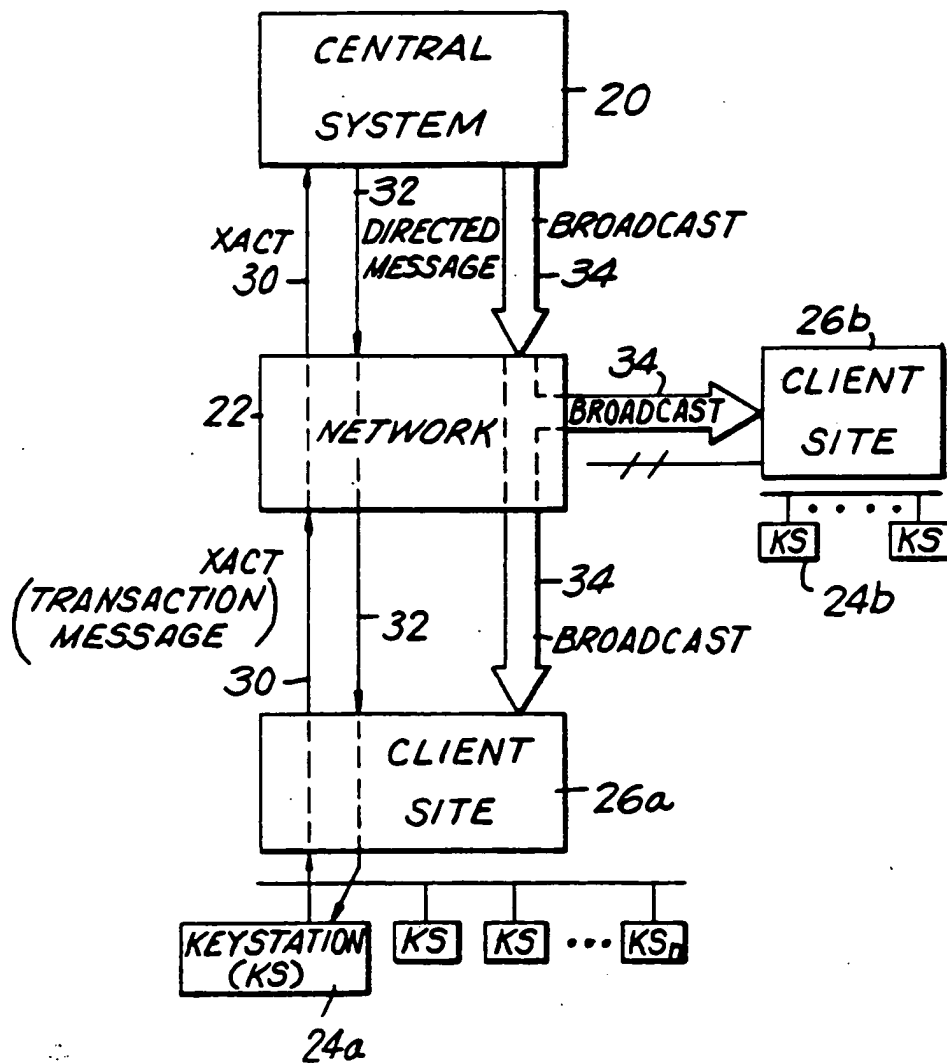 CENTRAL
SYSTEM
20
32
XACT
30
DIRECTED
MESSAGE
BROADCAST
34
26b
CLIENT
SITE
34
BROADCAST
22
NETWORK
KS
KS
24b
XACT
(TRANSACTION
MESSAGE)
30
32
34
BROADCAST
CLIENT
SITE
26a
KEYSTATION
(KS)
KS
KS
KSn
24a